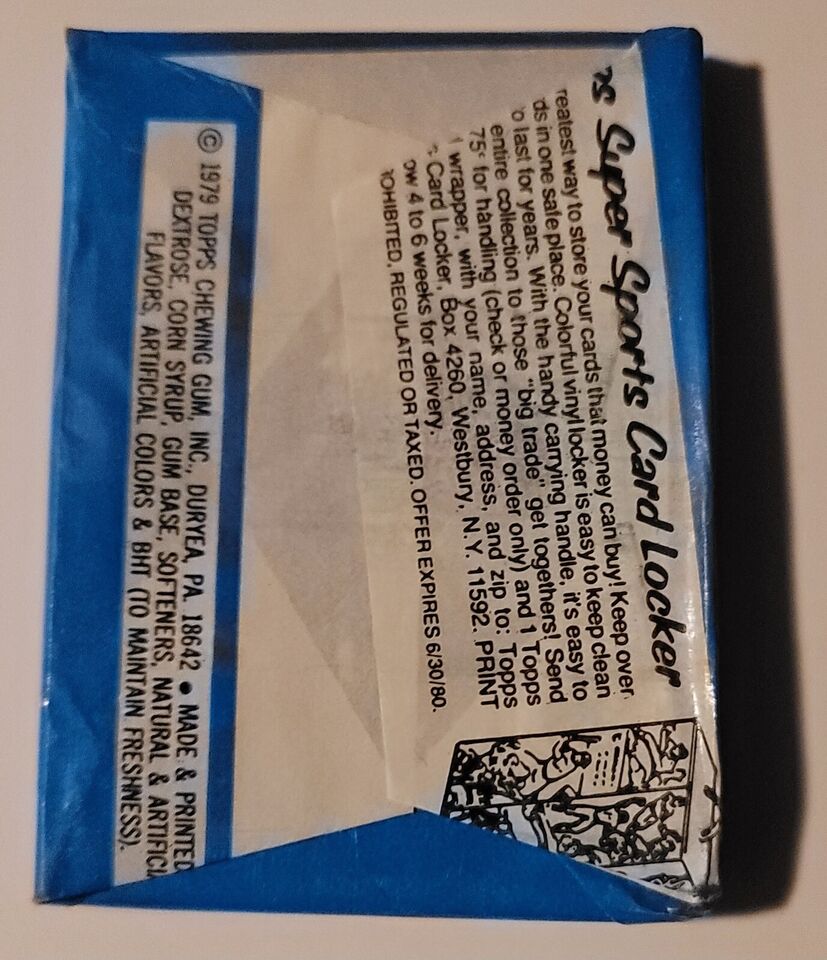 Super Sports Card Locker
reatest way to store your cards that money can buy! Keep over
ds in one safe place. Colorful vinyl locker is easy to keep clean
o last for years. With the handy carrying handle, it's easy to
entire collection to those "big trade" get togethers! Send
75¢ for handling (check or money order only) and 1 Topps
wrapper, with your name, address, and zip to: Topps
Card Locker, Box 4260, Westbury, N.Y. 11592. PRINT
ow 4 to 6 weeks for delivery.
OHIBITED, REGULATED OR TAXED. OFFER EXPIRES 6/30/80.
© 1979 TOPPS CHEWING GUM, INC., DURYEA, PA. 18642 • MADE & PRINTED
DEXTROSE, CORN SYRUP, GUM BASE, SOFTENERS, NATURAL & ARTIFICI
FLAVORS, ARTIFICIAL COLORS & BHT (TO MAINTAIN FRESHNESS).